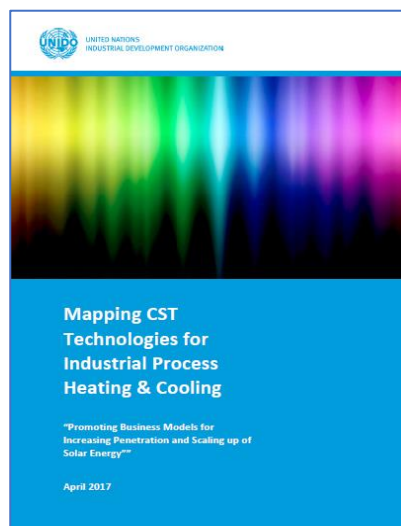 UNIDO
UNITED NATIONS
INDUSTRIAL DEVELOPMENT ORGANIZATION
Mapping CST
Technologies for
Industrial Process
Heating & Cooling
"Promoting Business Models for
Increasing Penetration and Scaling up of
Solar Energy""
April 2017